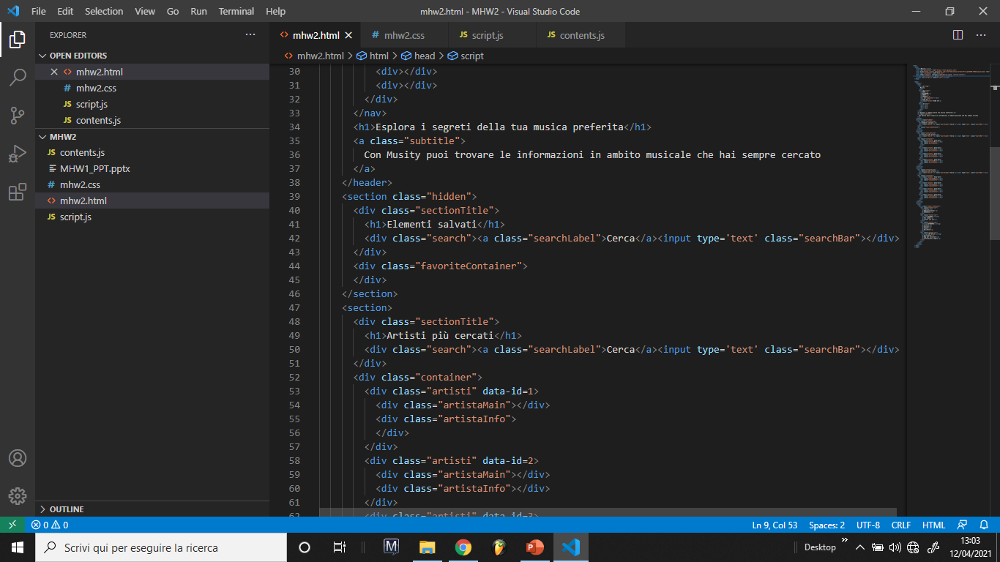 File Edit Selection View Go Run Terminal Help
mhw2.html - MHW2 - Visual Studio Code
EXPLORER
OPEN EDITORS
mhw2.html
mhw2.css
script.js
contents.js
MHW2
contents.js
MHW1_PPT.pptx
mhw2.css
mhw2.html
script.js
OUTLINE
mhw2.html mhw2.css script.js contents.js
mhw2.html > html > head > script
30 <div></div>
31 <div></div>
32 </div>
33 </nav>
34 <h1>Esplora i segreti della tua musica preferita</h1>
35 <a class="subtitle">
36 Con Musity puoi trovare le informazioni in ambito musicale che hai sempre cercato
37 </a>
38 </header>
39 <section class="hidden">
40 <div class="sectionTitle">
41 <h1>Elementi salvati</h1>
42 <div class="search"><a class="searchLabel">Cerca</a><input type='text' class="searchBar"></div>
43 </div>
44 <div class="favoriteContainer">
45 </div>
46 </section>
47 <section>
48 <div class="sectionTitle">
49 <h1>Artisti più cercati</h1>
50 <div class="search"><a class="searchLabel">Cerca</a><input type='text' class="searchBar"></div>
51 </div>
52 <div class="container">
53 <div class="artisti" data-id=1>
54 <div class="artistaMain"></div>
55 <div class="artistaInfo">
56 </div>
57 </div>
58 <div class="artisti" data-id=2>
59 <div class="artistaMain"></div>
60 <div class="artistaInfo"></div>
61 </div>
62 <div class="artisti" data-id=3>
0 0
Ln 9, Col 53 Spaces: 2 UTF-8 CRLF HTML
Scrivi qui per eseguire la ricerca
Desktop
13:03
12/04/2021